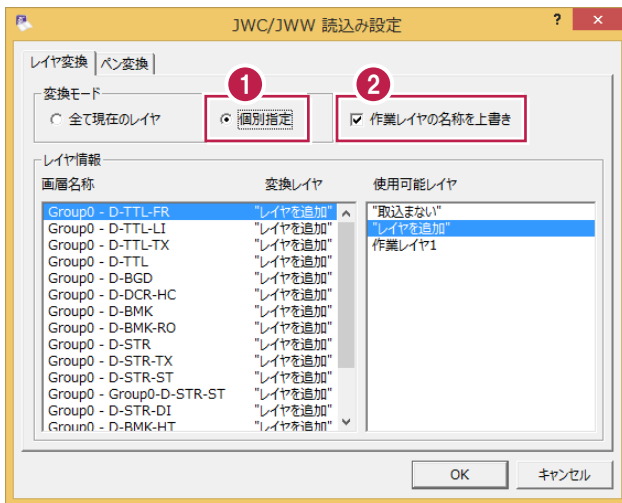 JWC/JWW 読込み設定
? ×
レイヤ変換 ペン変換
1 2
変換モード
全て現在のレイヤ 個別指定 作業レイヤの名称を上書き
レイヤ情報
画層名称 変換レイヤ 使用可能レイヤ
Group0 - D-TTL-FR "レイヤを追加" "取込まない"
Group0 - D-TTL-LI "レイヤを追加" "レイヤを追加"
Group0 - D-TTL-TX "レイヤを追加" 作業レイヤ1
Group0 - D-TTL "レイヤを追加"
Group0 - D-BGD "レイヤを追加"
Group0 - D-DCR-HC "レイヤを追加"
Group0 - D-BMK "レイヤを追加"
Group0 - D-BMK-RO "レイヤを追加"
Group0 - D-STR "レイヤを追加"
Group0 - D-STR-TX "レイヤを追加"
Group0 - D-STR-ST "レイヤを追加"
Group0 - Group0-D-STR-ST "レイヤを追加"
Group0 - D-STR-DI "レイヤを追加"
Group0 - D-BMK-HT "レイヤを追加"
OK キャンセル